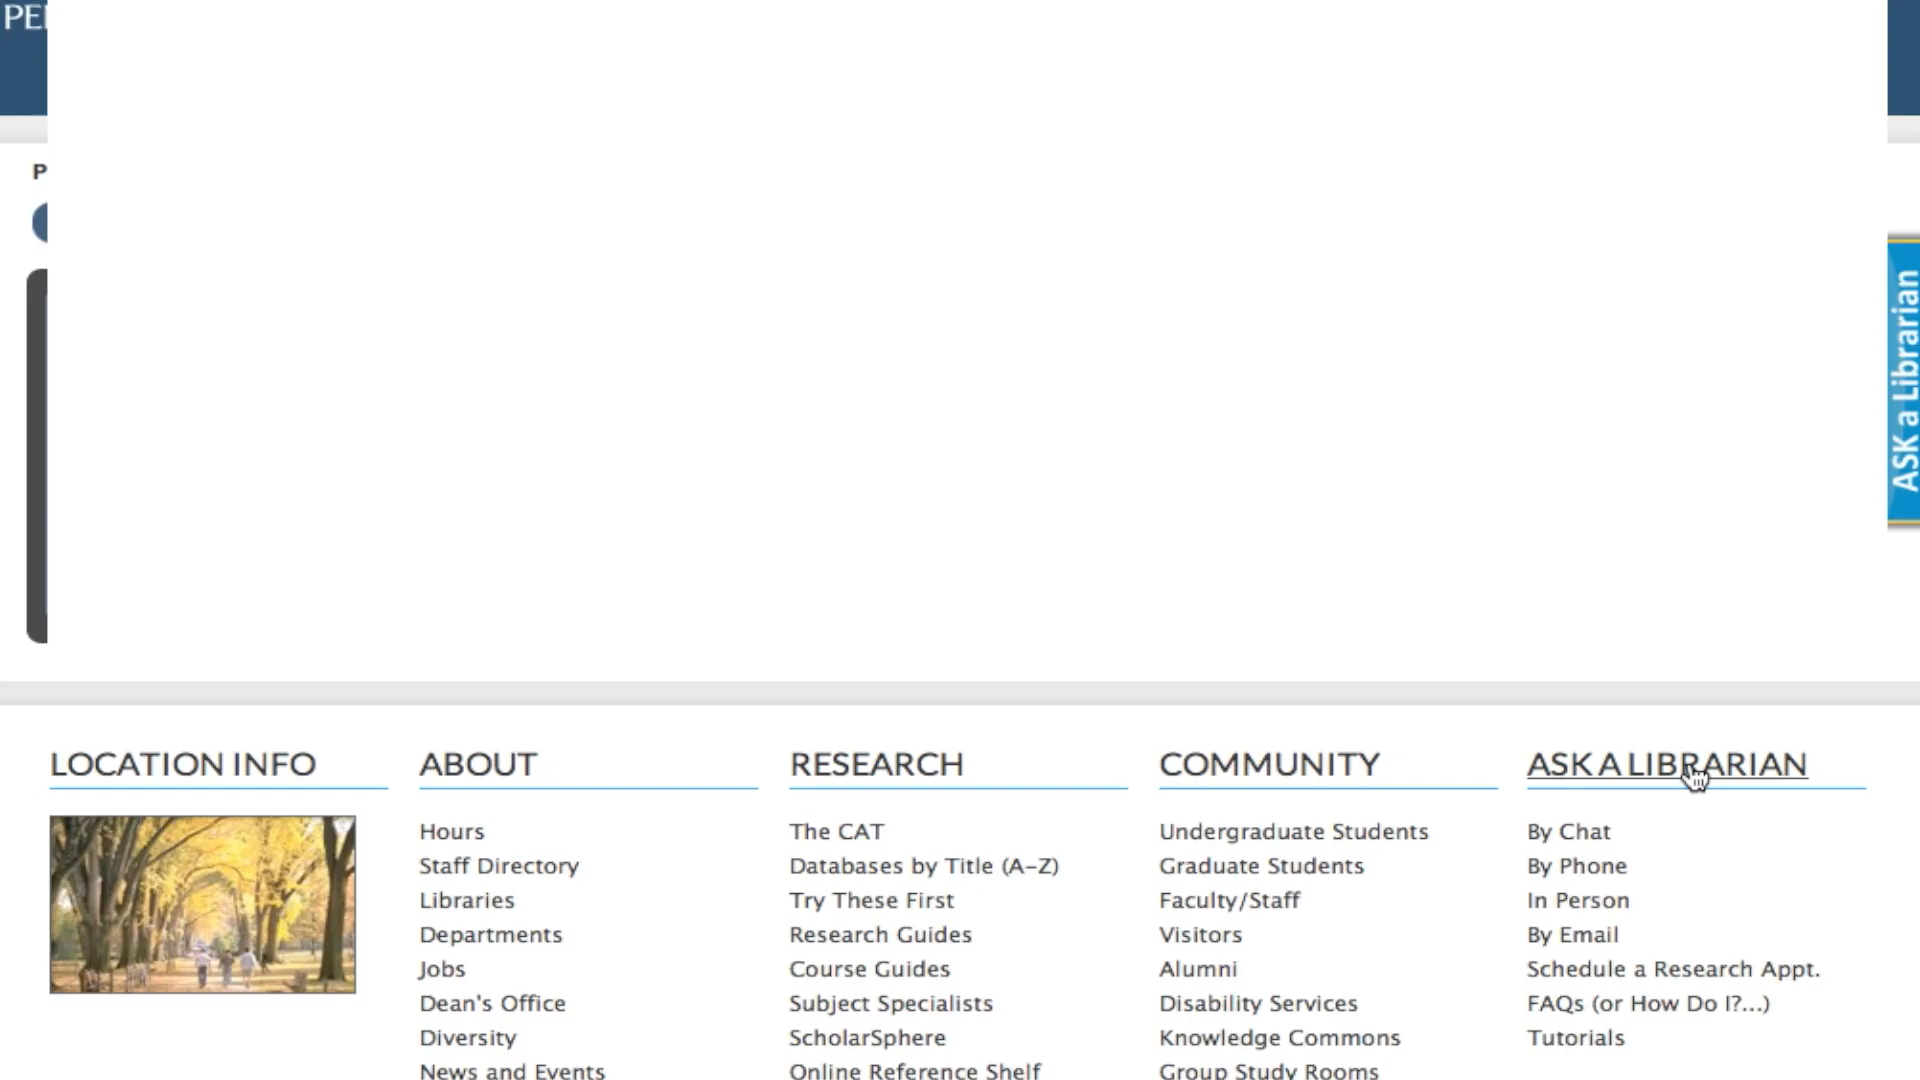 PE
P
ASK a Librarian
LOCATION INFO
ABOUT
Hours
Staff Directory
Libraries
Departments
Jobs
Dean's Office
Diversity
News and Events
RESEARCH
The CAT
Databases by Title (A–Z)
Try These First
Research Guides
Course Guides
Subject Specialists
ScholarSphere
Online Reference Shelf
COMMUNITY
Undergraduate Students
Graduate Students
Faculty/Staff
Visitors
Alumni
Disability Services
Knowledge Commons
Group Study Rooms
ASK A LIBRARIAN
By Chat
By Phone
In Person
By Email
Schedule a Research Appt.
FAQs (or How Do I?...)
Tutorials